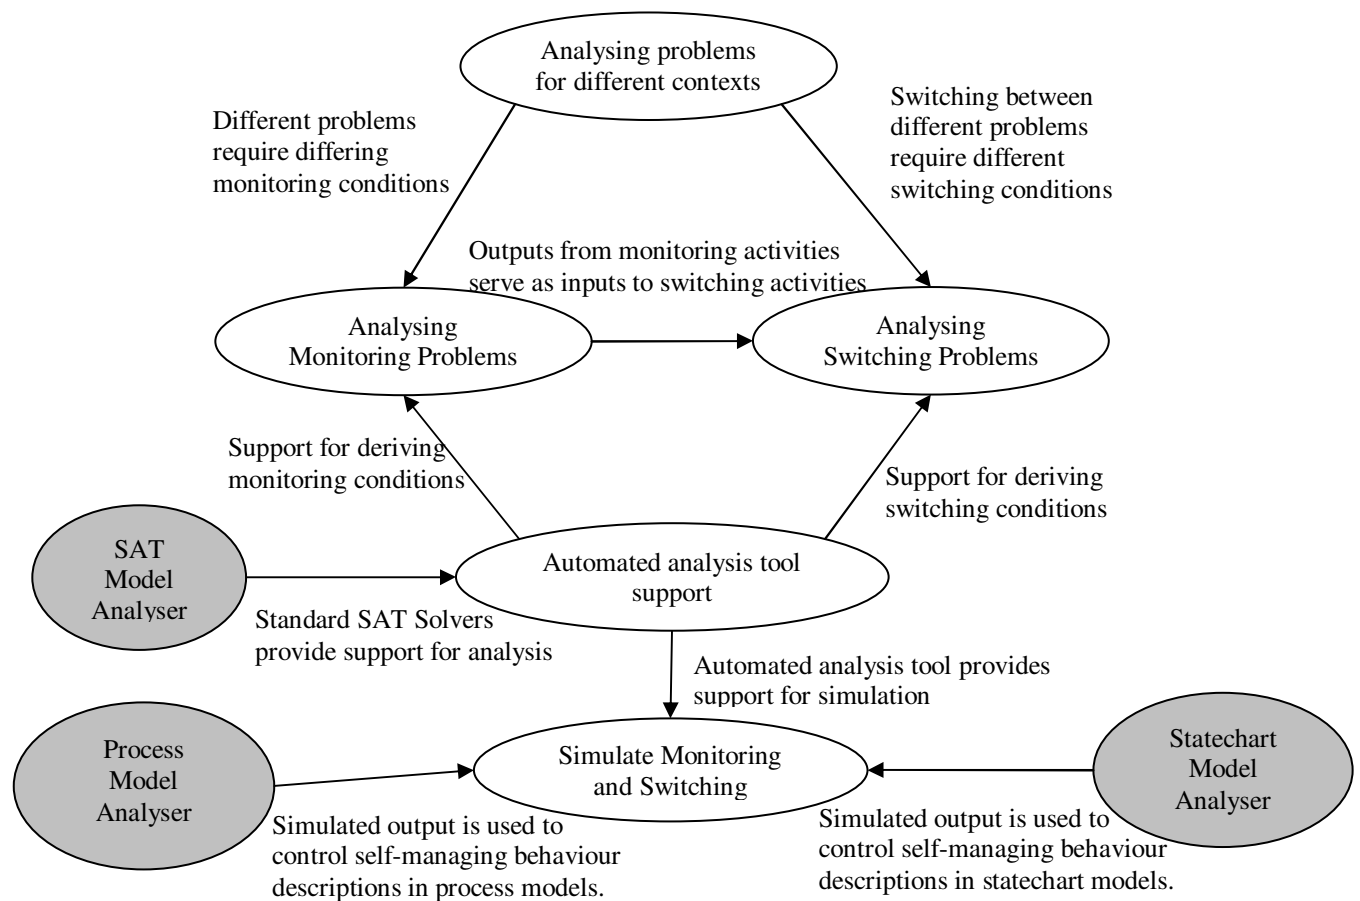 Analysing problems
for different contexts
Different problems
require differing
monitoring conditions
Switching between
different problems
require different
switching conditions
Outputs from monitoring activities
serve as inputs to switching activities
Analysing
Monitoring Problems
Analysing
Switching Problems
Support for deriving
monitoring conditions
Support for deriving
switching conditions
SAT
Model
Analyser
Automated analysis tool
support
Standard SAT Solvers
provide support for analysis
Automated analysis tool provides
support for simulation
Process
Model
Analyser
Simulate Monitoring
and Switching
Statechart
Model
Analyser
Simulated output is used to
control self-managing behaviour
descriptions in process models.
Simulated output is used to
control self-managing behaviour
descriptions in statechart models.